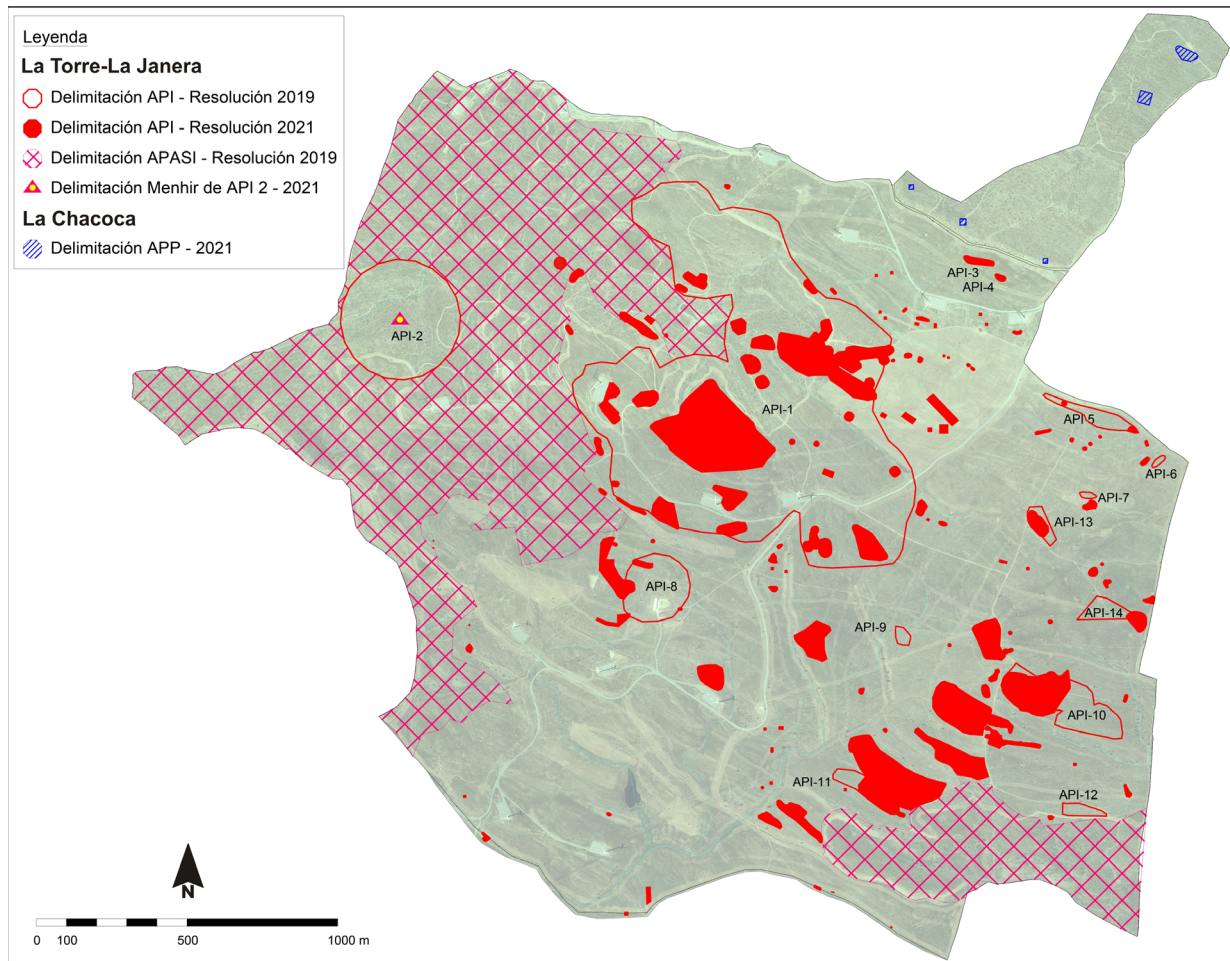 Leyenda
La Torre-La Janera
Delimitación API - Resolución 2019
Delimitación API - Resolución 2021
Delimitación APASI - Resolución 2019
Delimitación Menhir de API 2 - 2021
La Chacoca
Delimitación APP - 2021
API-3
API-4
API-2
API-1
API-5
API-6
API-7
API-13
API-8
API-14
API-9
API-10
API-11
API-12
N
0 100 500 1000 m